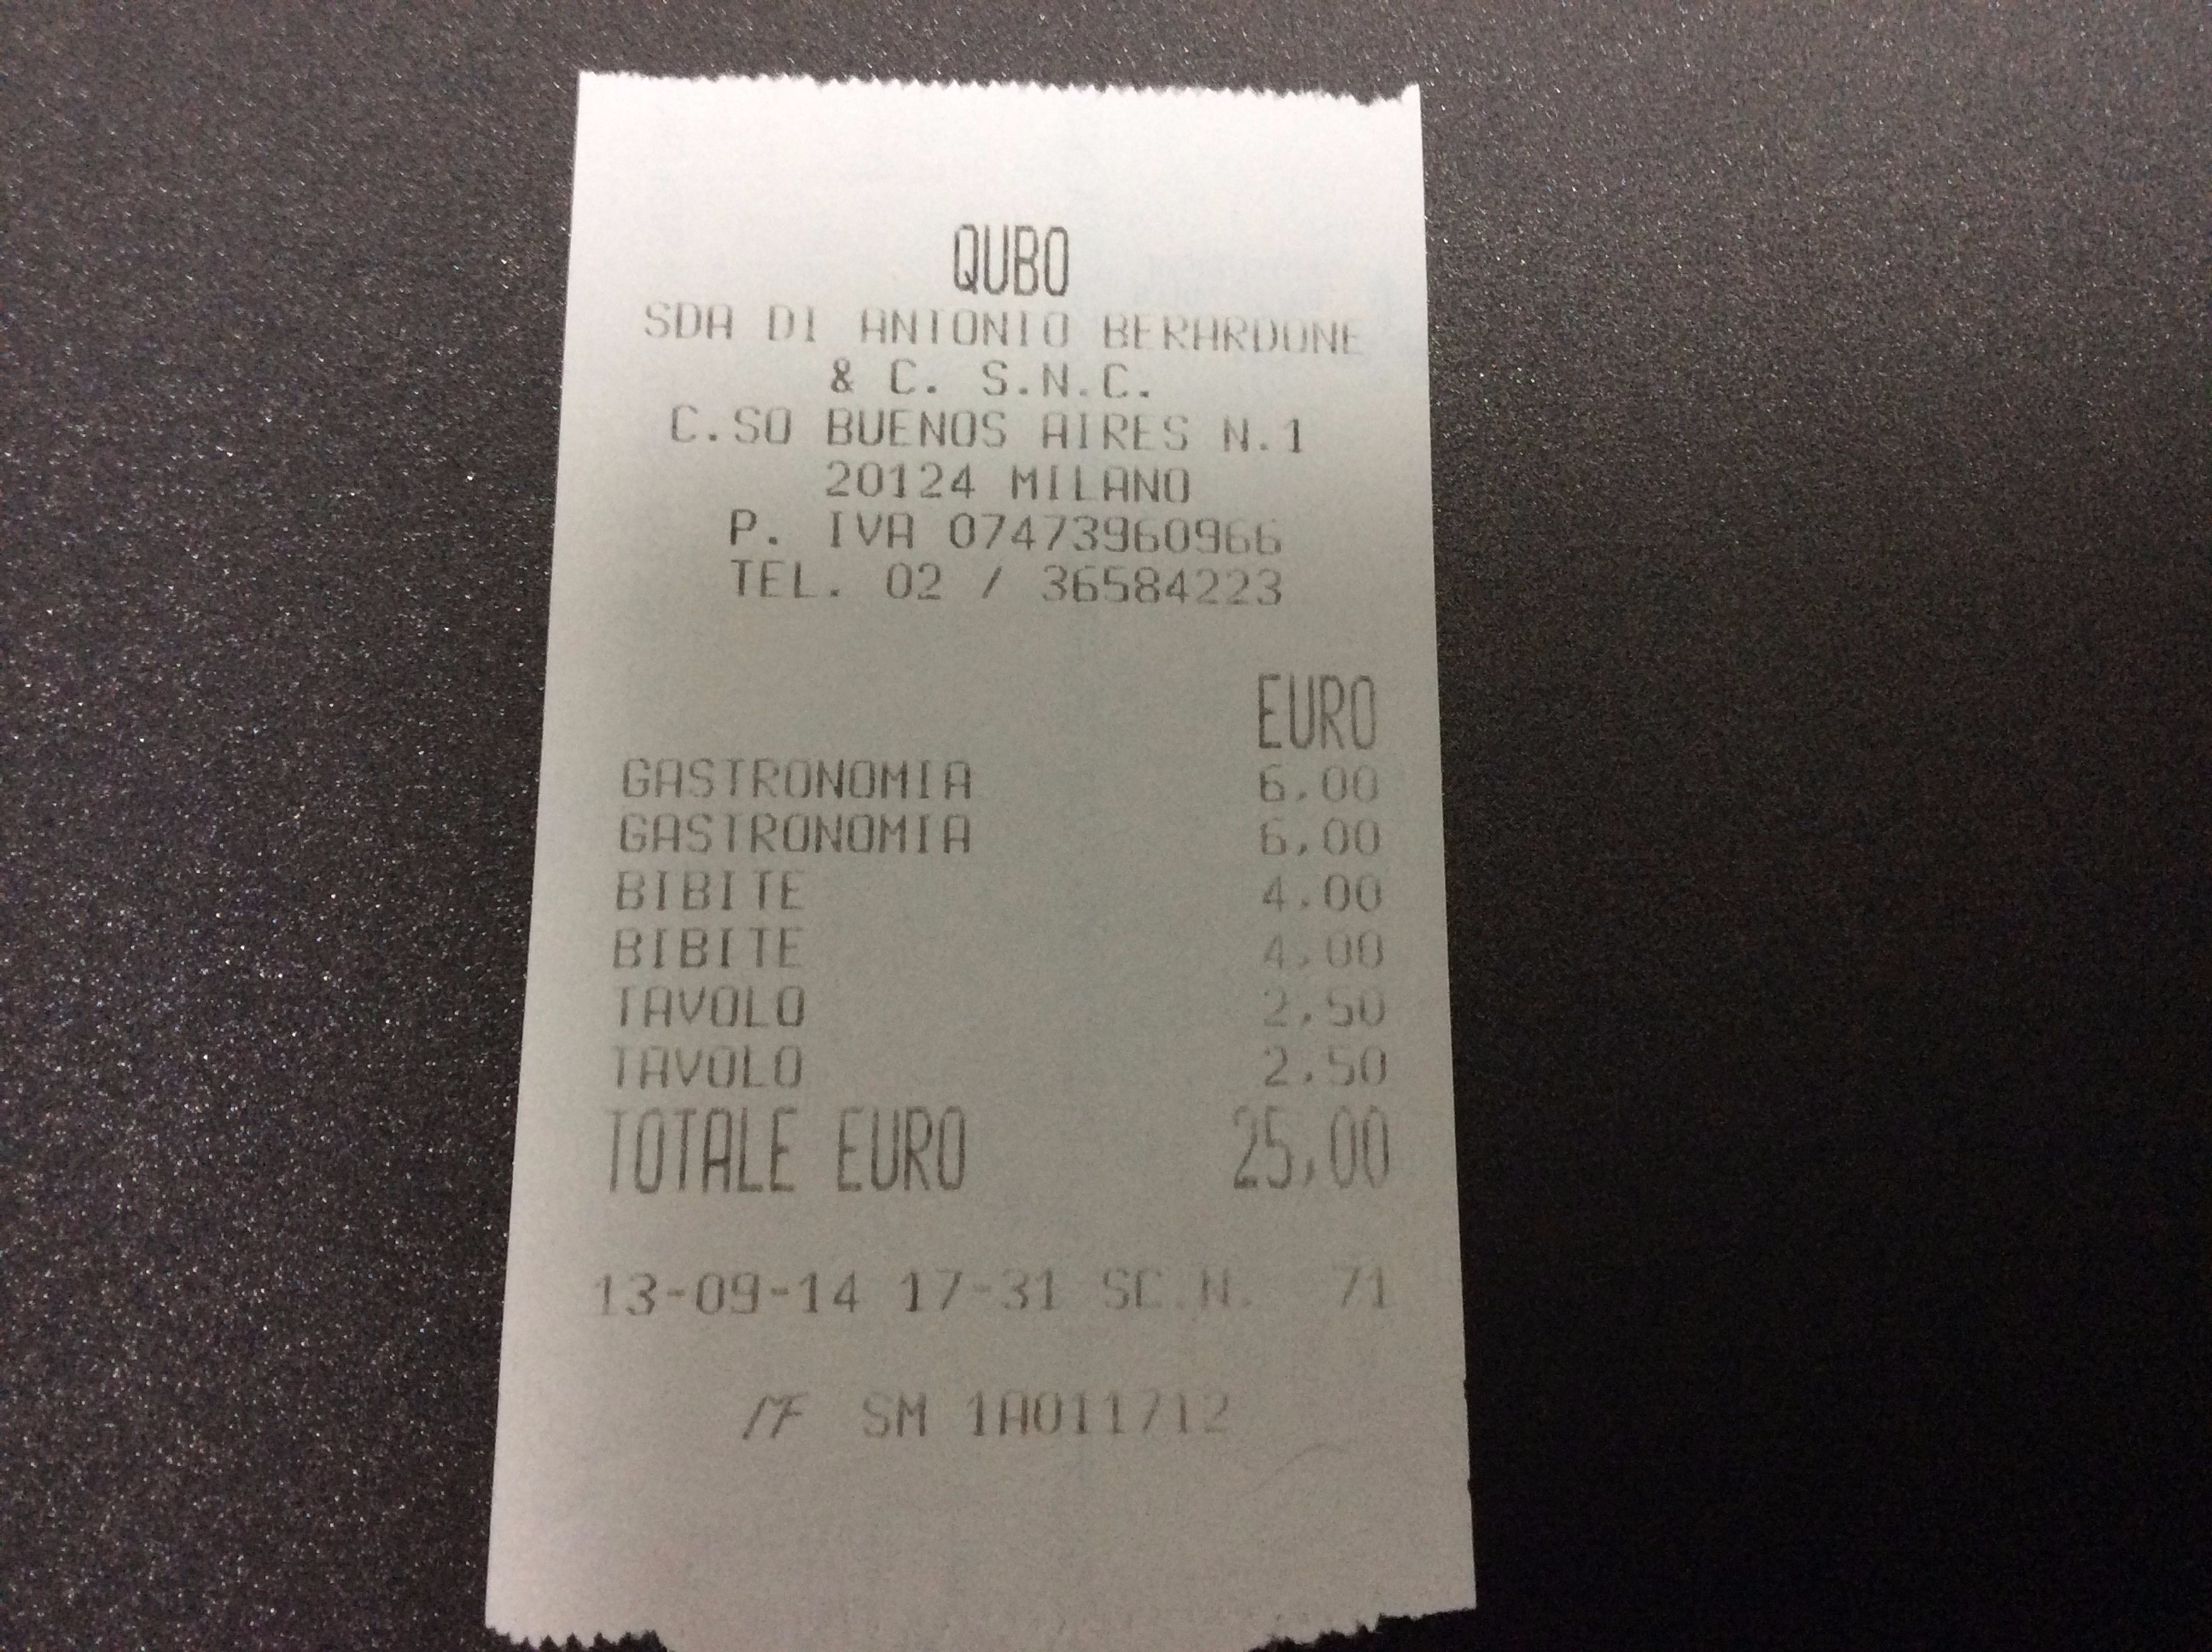 QUBO
SDA DI ANTONIO BERARDONE
& C. S.N.C.
C.SO BUENOS AIRES N.1
20124 MILANO
P. IVA 07473960966
TEL. 02 / 36584223
EURO
GASTRONOMIA 6,00
GASTRONOMIA 6,00
BIBITE 4,00
BIBITE 4,00
TAVOLO 2,50
TAVOLO 2,50
TOTALE EURO 25,00
13-09-14 17-31 SC.N. 71
MF SM 1A011712